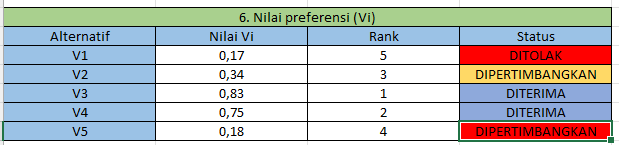 6. Nilai preferensi (Vi)
Alternatif Nilai Vi Rank Status
V1 0,17 5 DITOLAK
V2 0,34 3 DIPERTIMBANGKAN
V3 0,83 1 DITERIMA
V4 0,75 2 DITERIMA
V5 0,18 4 DIPERTIMBANGKAN